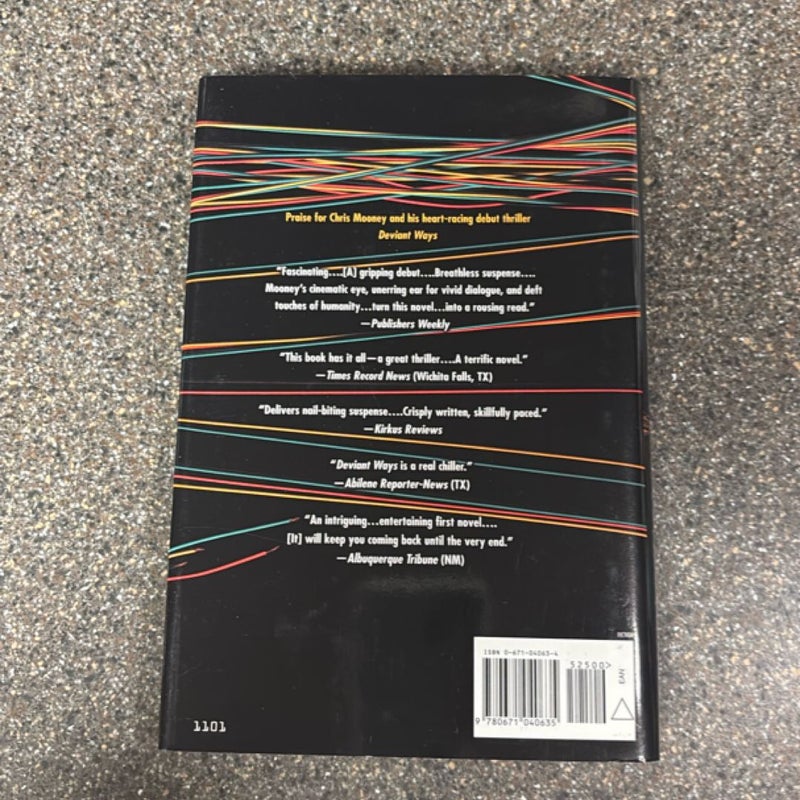 Praise for Chris Mooney and his heart-racing debut thriller
Deviant Ways
“Fascinating....[A] gripping debut....Breathless suspense....
Mooney's cinematic eye, unerring ear for vivid dialogue, and deft
touches of humanity...turn this novel...into a rousing read.”
—Publishers Weekly
“This book has it all—a great thriller....A terrific novel.”
—Times Record News (Wichita Falls, TX)
“Delivers nail-biting suspense....Crisply written, skillfully paced.”
—Kirkus Reviews
“Deviant Ways is a real chiller.”
—Abilene Reporter-News (TX)
“An intriguing...entertaining first novel....
[It] will keep you coming back until the very end.”
—Albuquerque Tribune (NM)
ISBN 0-671-04063-4
52500>
EAN
9 780671 040635
1101